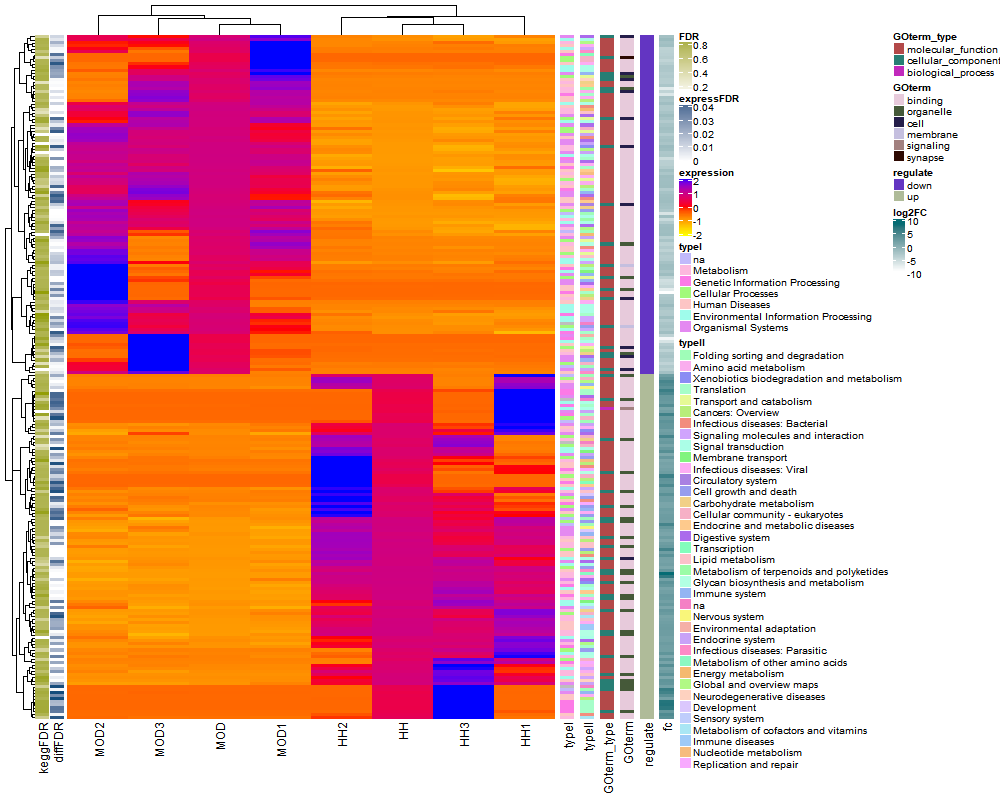 FDR
0.8
0.6
0.4
0.2
expressFDR
0.04
0.03
0.02
0.01
0
expression
2
1
0
-1
-2
typeI
na
Metabolism
Genetic Information Processing
Cellular Processes
Human Diseases
Environmental Information Processing
Organismal Systems
typeII
Folding sorting and degradation
Amino acid metabolism
Xenobiotics biodegradation and metabolism
Translation
Transport and catabolism
Cancers: Overview
Infectious diseases: Bacterial
Signaling molecules and interaction
Signal transduction
Membrane transport
Infectious diseases: Viral
Circulatory system
Cell growth and death
Carbohydrate metabolism
Cellular community - eukaryotes
Endocrine and metabolic diseases
Digestive system
Transcription
Lipid metabolism
Metabolism of terpenoids and polyketides
Glycan biosynthesis and metabolism
Immune system
na
Nervous system
Environmental adaptation
Endocrine system
Infectious diseases: Parasitic
Metabolism of other amino acids
Energy metabolism
Global and overview maps
Neurodegenerative diseases
Development
Sensory system
Metabolism of cofactors and vitamins
Immune diseases
Nucleotide metabolism
Replication and repair
GOterm_type
molecular_function
cellular_component
biological_process
GOterm
binding
organelle
cell
membrane
signaling
synapse
regulate
down
up
log2FC
10
5
0
-5
-10
keggFDR
diffFDR
MOD2
MOD3
MOD
MOD1
HH2
HH
HH3
HH1
typeI
typeII
GOterm_type
GOterm
regulate
fc